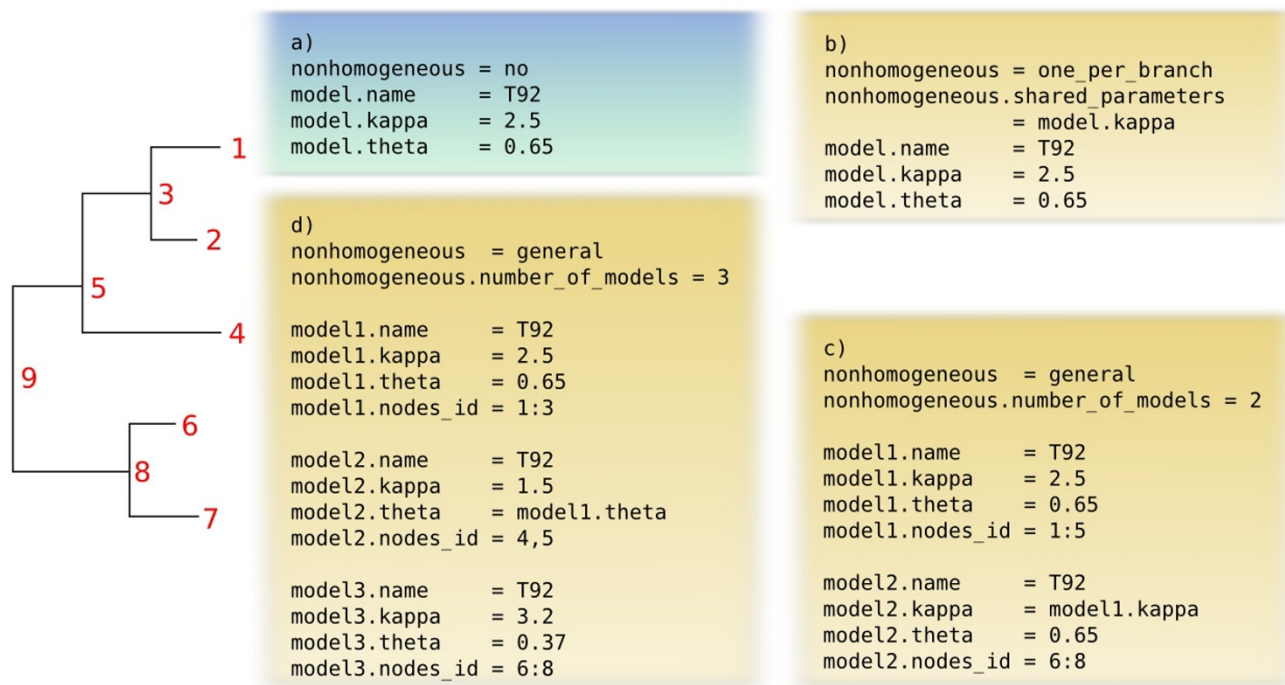 1
3
2
5
4
9
6
8
7
a)
nonhomogeneous = no
model.name     = T92
model.kappa    = 2.5
model.theta    = 0.65
b)
nonhomogeneous = one_per_branch
nonhomogeneous.shared_parameters
               = model.kappa
model.name     = T92
model.kappa    = 2.5
model.theta    = 0.65
d)
nonhomogeneous  = general
nonhomogeneous.number_of_models = 3
model1.name     = T92
model1.kappa    = 2.5
model1.theta    = 0.65
model1.nodes_id = 1:3
model2.name     = T92
model2.kappa    = 1.5
model2.theta    = model1.theta
model2.nodes_id = 4,5
model3.name     = T92
model3.kappa    = 3.2
model3.theta    = 0.37
model3.nodes_id = 6:8
c)
nonhomogeneous  = general
nonhomogeneous.number_of_models = 2
model1.name     = T92
model1.kappa    = 2.5
model1.theta    = 0.65
model1.nodes_id = 1:5
model2.name     = T92
model2.kappa    = model1.kappa
model2.theta    = 0.65
model2.nodes_id = 6:8